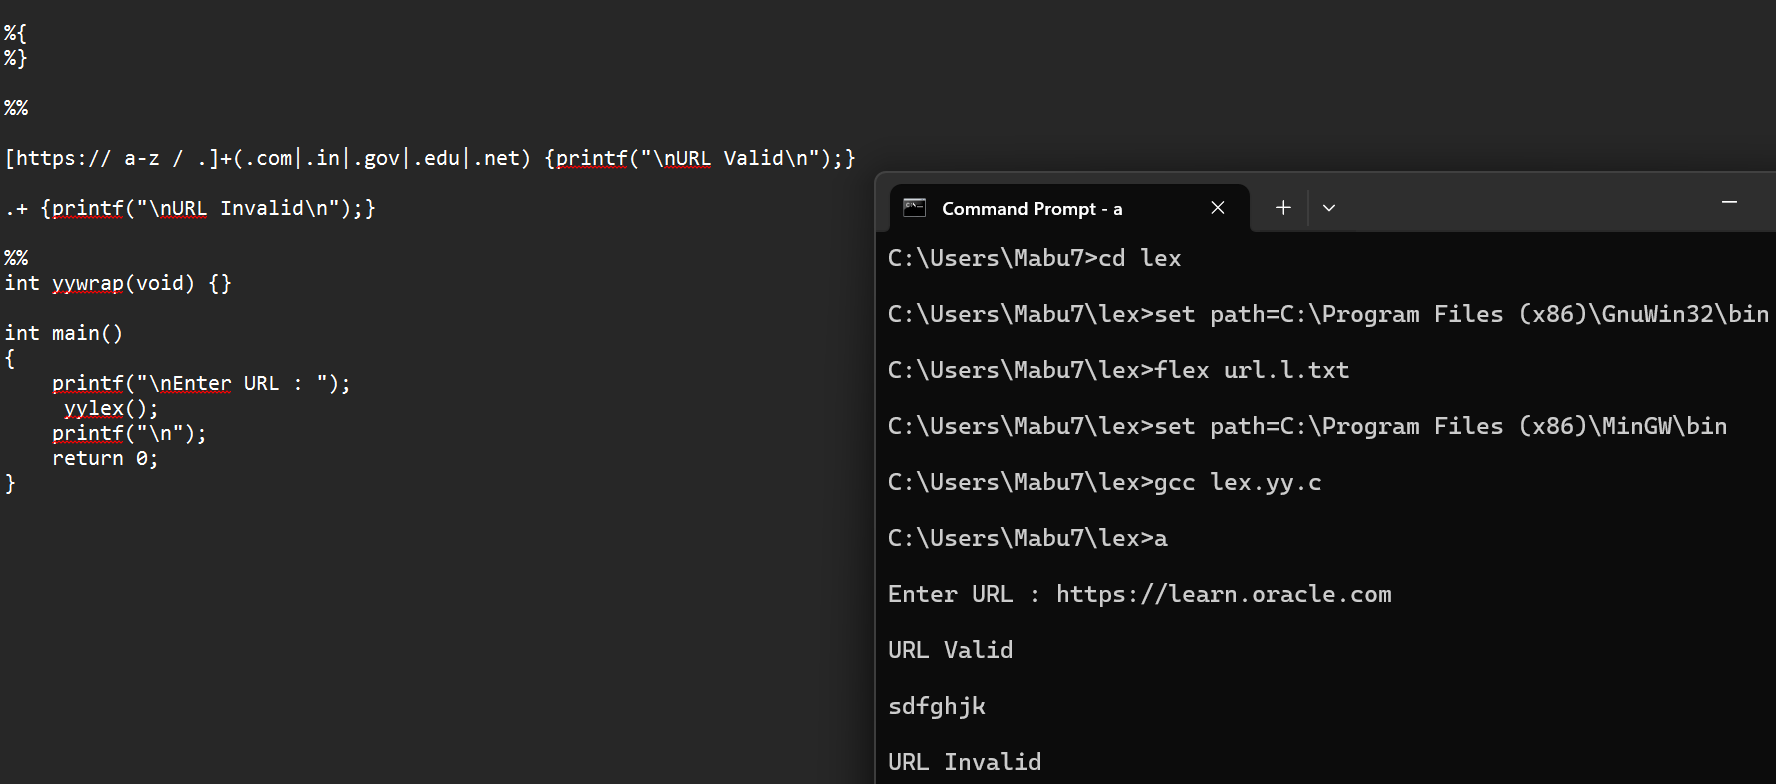 %{
%}
%%
[https:// a-z / .]+(.com|.in|.gov|.edu|.net) {printf("\nURL Valid\n");}
.+ {printf("\nURL Invalid\n");}
%%
int yywrap(void) {}
int main()
{
    printf("\nEnter URL : ");
     yylex();
    printf("\n");
    return 0;
}
Command Prompt - a
C:\Users\Mabu7>cd lex
C:\Users\Mabu7\lex>set path=C:\Program Files (x86)\GnuWin32\bin
C:\Users\Mabu7\lex>flex url.l.txt
C:\Users\Mabu7\lex>set path=C:\Program Files (x86)\MinGW\bin
C:\Users\Mabu7\lex>gcc lex.yy.c
C:\Users\Mabu7\lex>a
Enter URL : https://learn.oracle.com
URL Valid
sdfghjk
URL Invalid